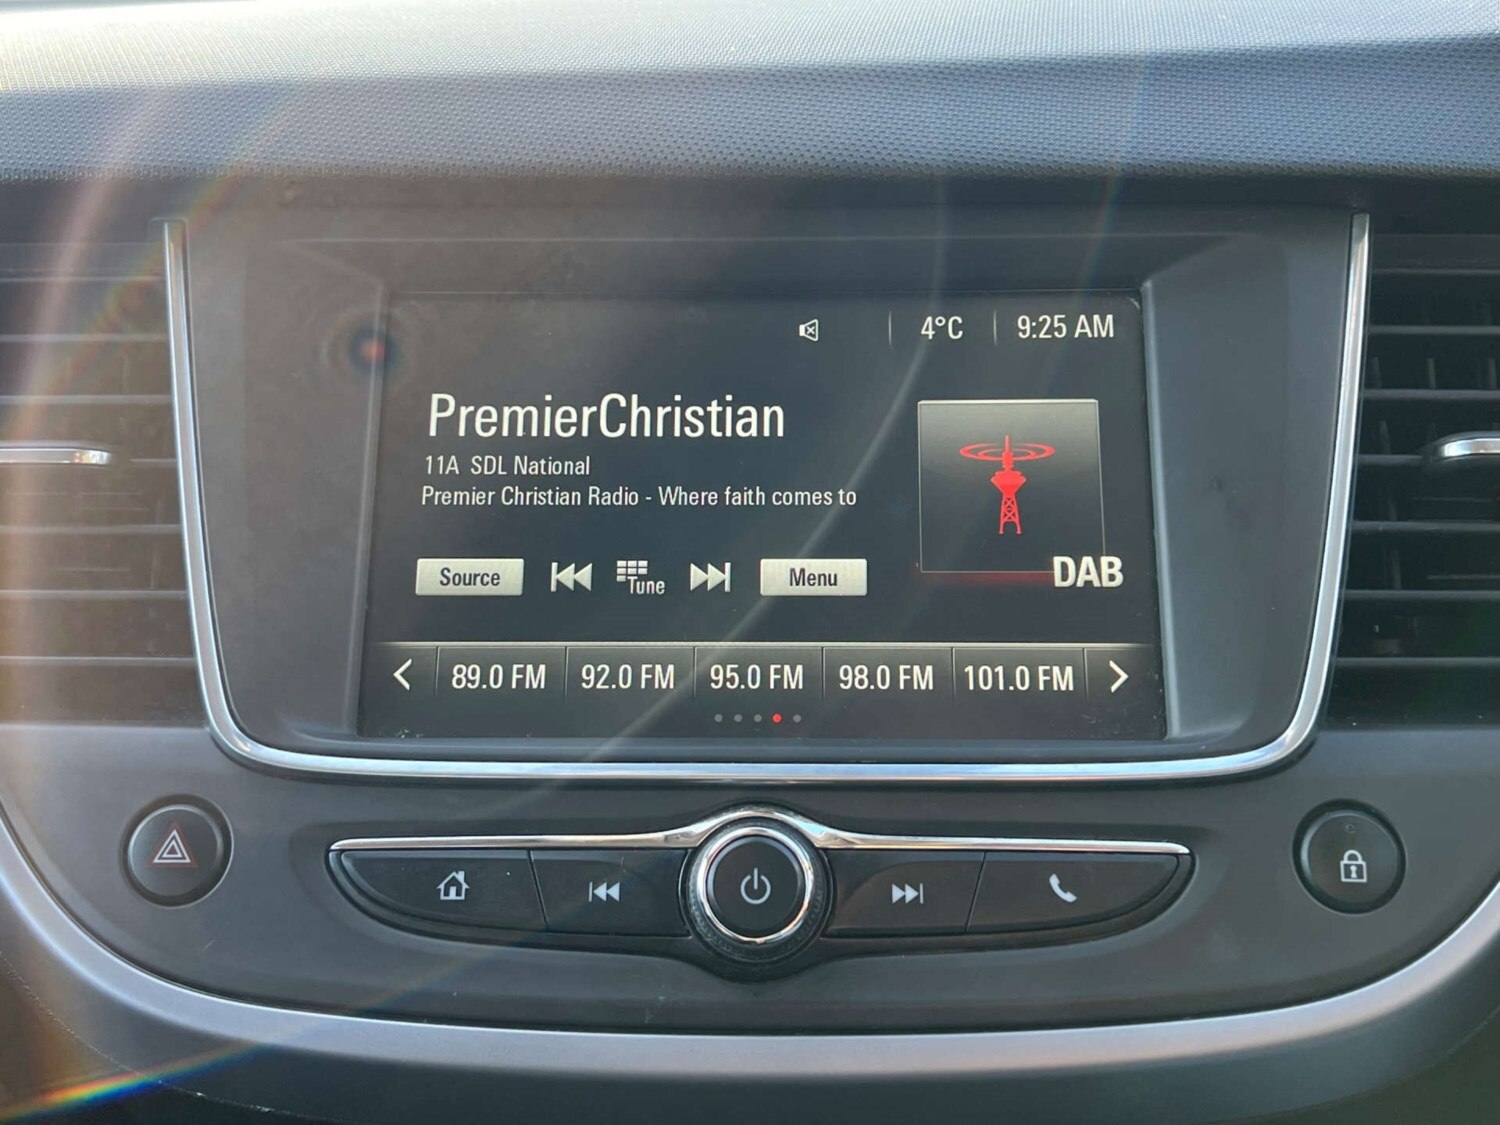 4°C 9:25 AM
PremierChristian
11A SDL National
Premier Christian Radio - Where faith comes to
Source Tune Menu
DAB
89.0 FM 92.0 FM 95.0 FM 98.0 FM 101.0 FM